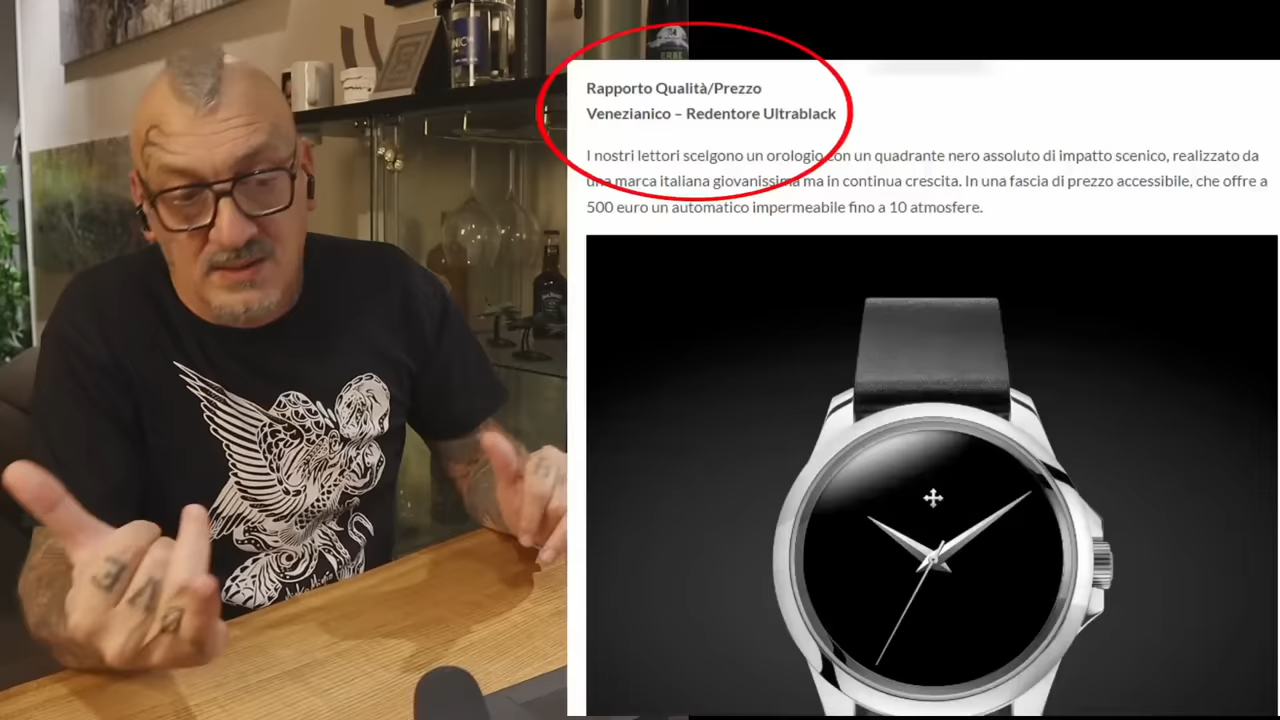 Rapporto Qualità/Prezzo
Venezianico – Redentore Ultrablack
I nostri lettori scelgono un orologio con un quadrante nero assoluto di impatto scenico, realizzato da
una marca italiana giovanissima ma in continua crescita. In una fascia di prezzo accessibile, che offre a
500 euro un automatico impermeabile fino a 10 atmosfere.